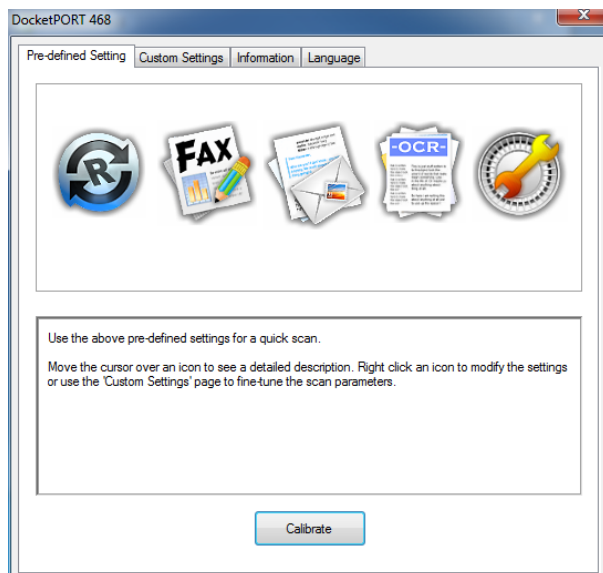 DocketPORT 468
Pre-defined Setting
Custom Settings
Information
Language
R
FAX
-OCR-
Use the above pre-defined settings for a quick scan.
Move the cursor over an icon to see a detailed description. Right click an icon to modify the settings
or use the 'Custom Settings' page to fine-tune the scan parameters.
Calibrate